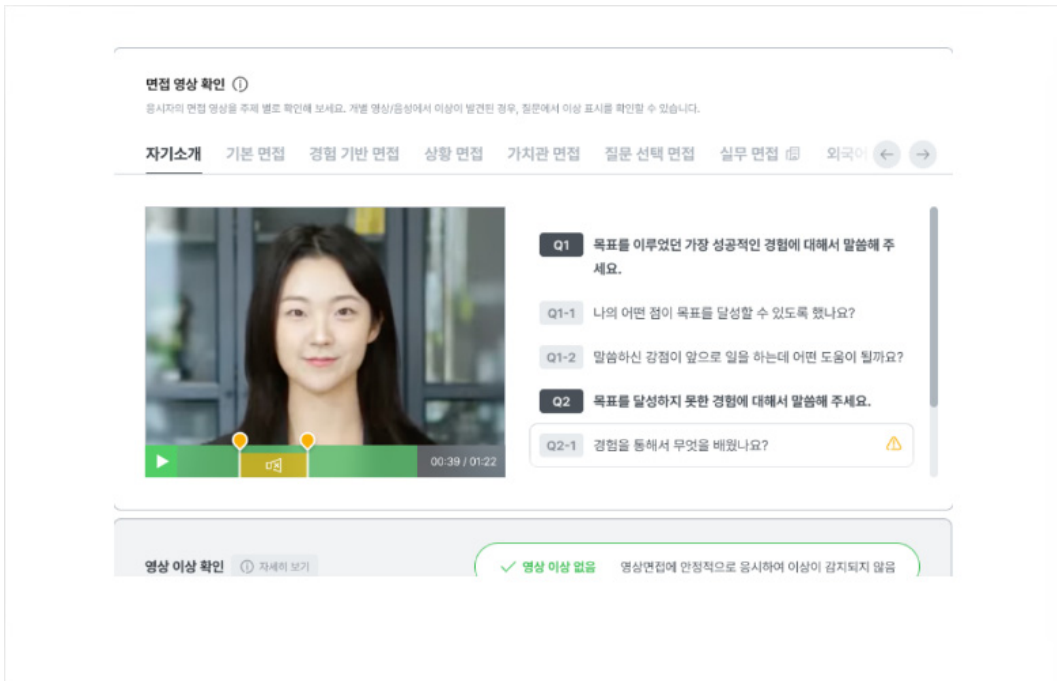 면접 영상 확인
응시자의 면접 영상을 주제 별로 확인해 보세요. 개별 영상/음성에서 이상이 발견된 경우, 질문에서 이상 표시를 확인할 수 있습니다.
자기소개 기본 면접 경험 기반 면접 상황 면접 가치관 면접 질문 선택 면접 실무 면접 외국어
Q1 목표를 이루었던 가장 성공적인 경험에 대해서 말씀해 주
세요.
Q1-1 나의 어떤 점이 목표를 달성할 수 있도록 했나요?
Q1-2 말씀하신 강점이 앞으로 일을 하는데 어떤 도움이 될까요?
Q2 목표를 달성하지 못한 경험에 대해서 말씀해 주세요.
Q2-1 경험을 통해서 무엇을 배웠나요?
00:39 / 01:22
영상 이상 확인 자세히 보기
영상 이상 없음 영상면접에 안정적으로 응시하여 이상이 감지되지 않음